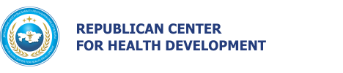 REPUBLICAN CENTER
FOR HEALTH DEVELOPMENT